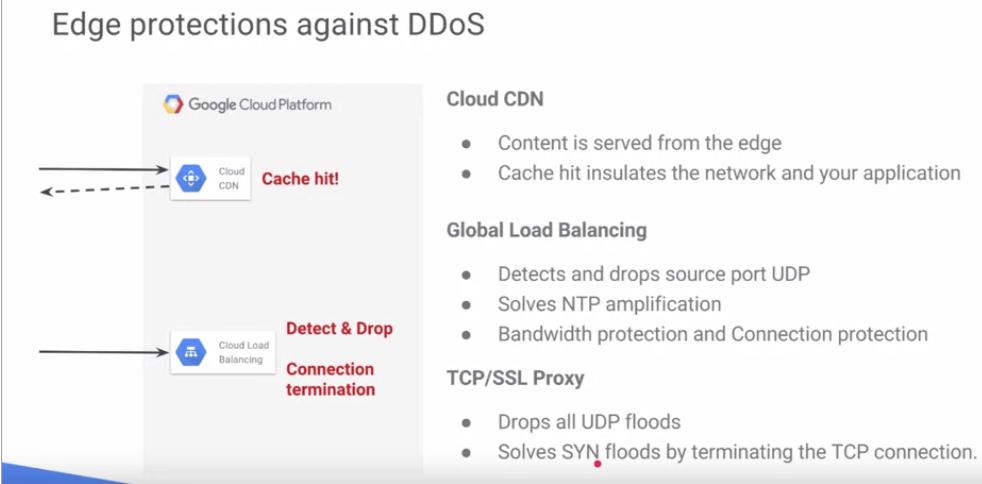 Edge protections against DDoS
Google Cloud Platform
Cloud
CDN
Cache hit!
Cloud Load
Balancing
Detect & Drop
Connection
termination
Cloud CDN
● Content is served from the edge
● Cache hit insulates the network and your application
Global Load Balancing
● Detects and drops source port UDP
● Solves NTP amplification
● Bandwidth protection and Connection protection
TCP/SSL Proxy
● Drops all UDP floods
● Solves SYN floods by terminating the TCP connection.